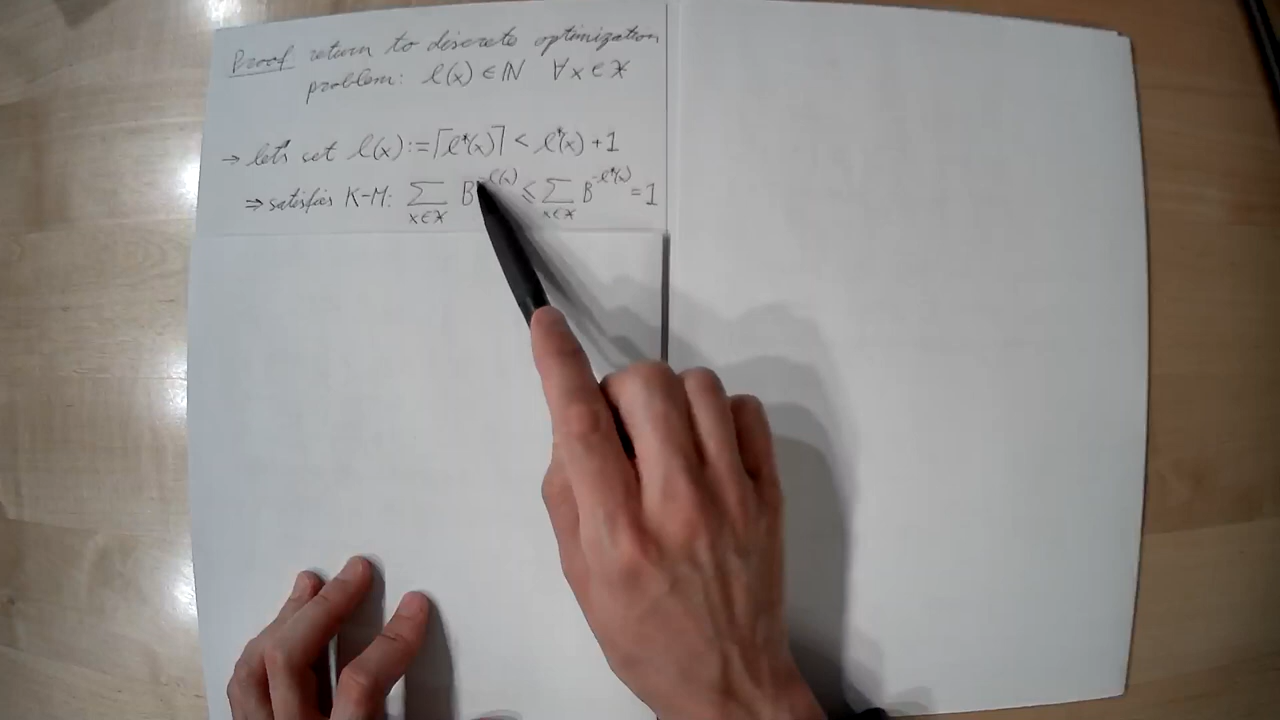 Proof return to discrete optimization
problem: ℓ(x) ∈ ℕ ∀ x ∈ 𝒳
→ let's set ℓ(x) := ⌈ℓ*(x)⌉ < ℓ*(x) + 1
⇒ satisfies K-M: ∑_{x∈𝒳} B^{-ℓ(x)} ≤ ∑_{x∈𝒳} B^{-ℓ*(x)} = 1